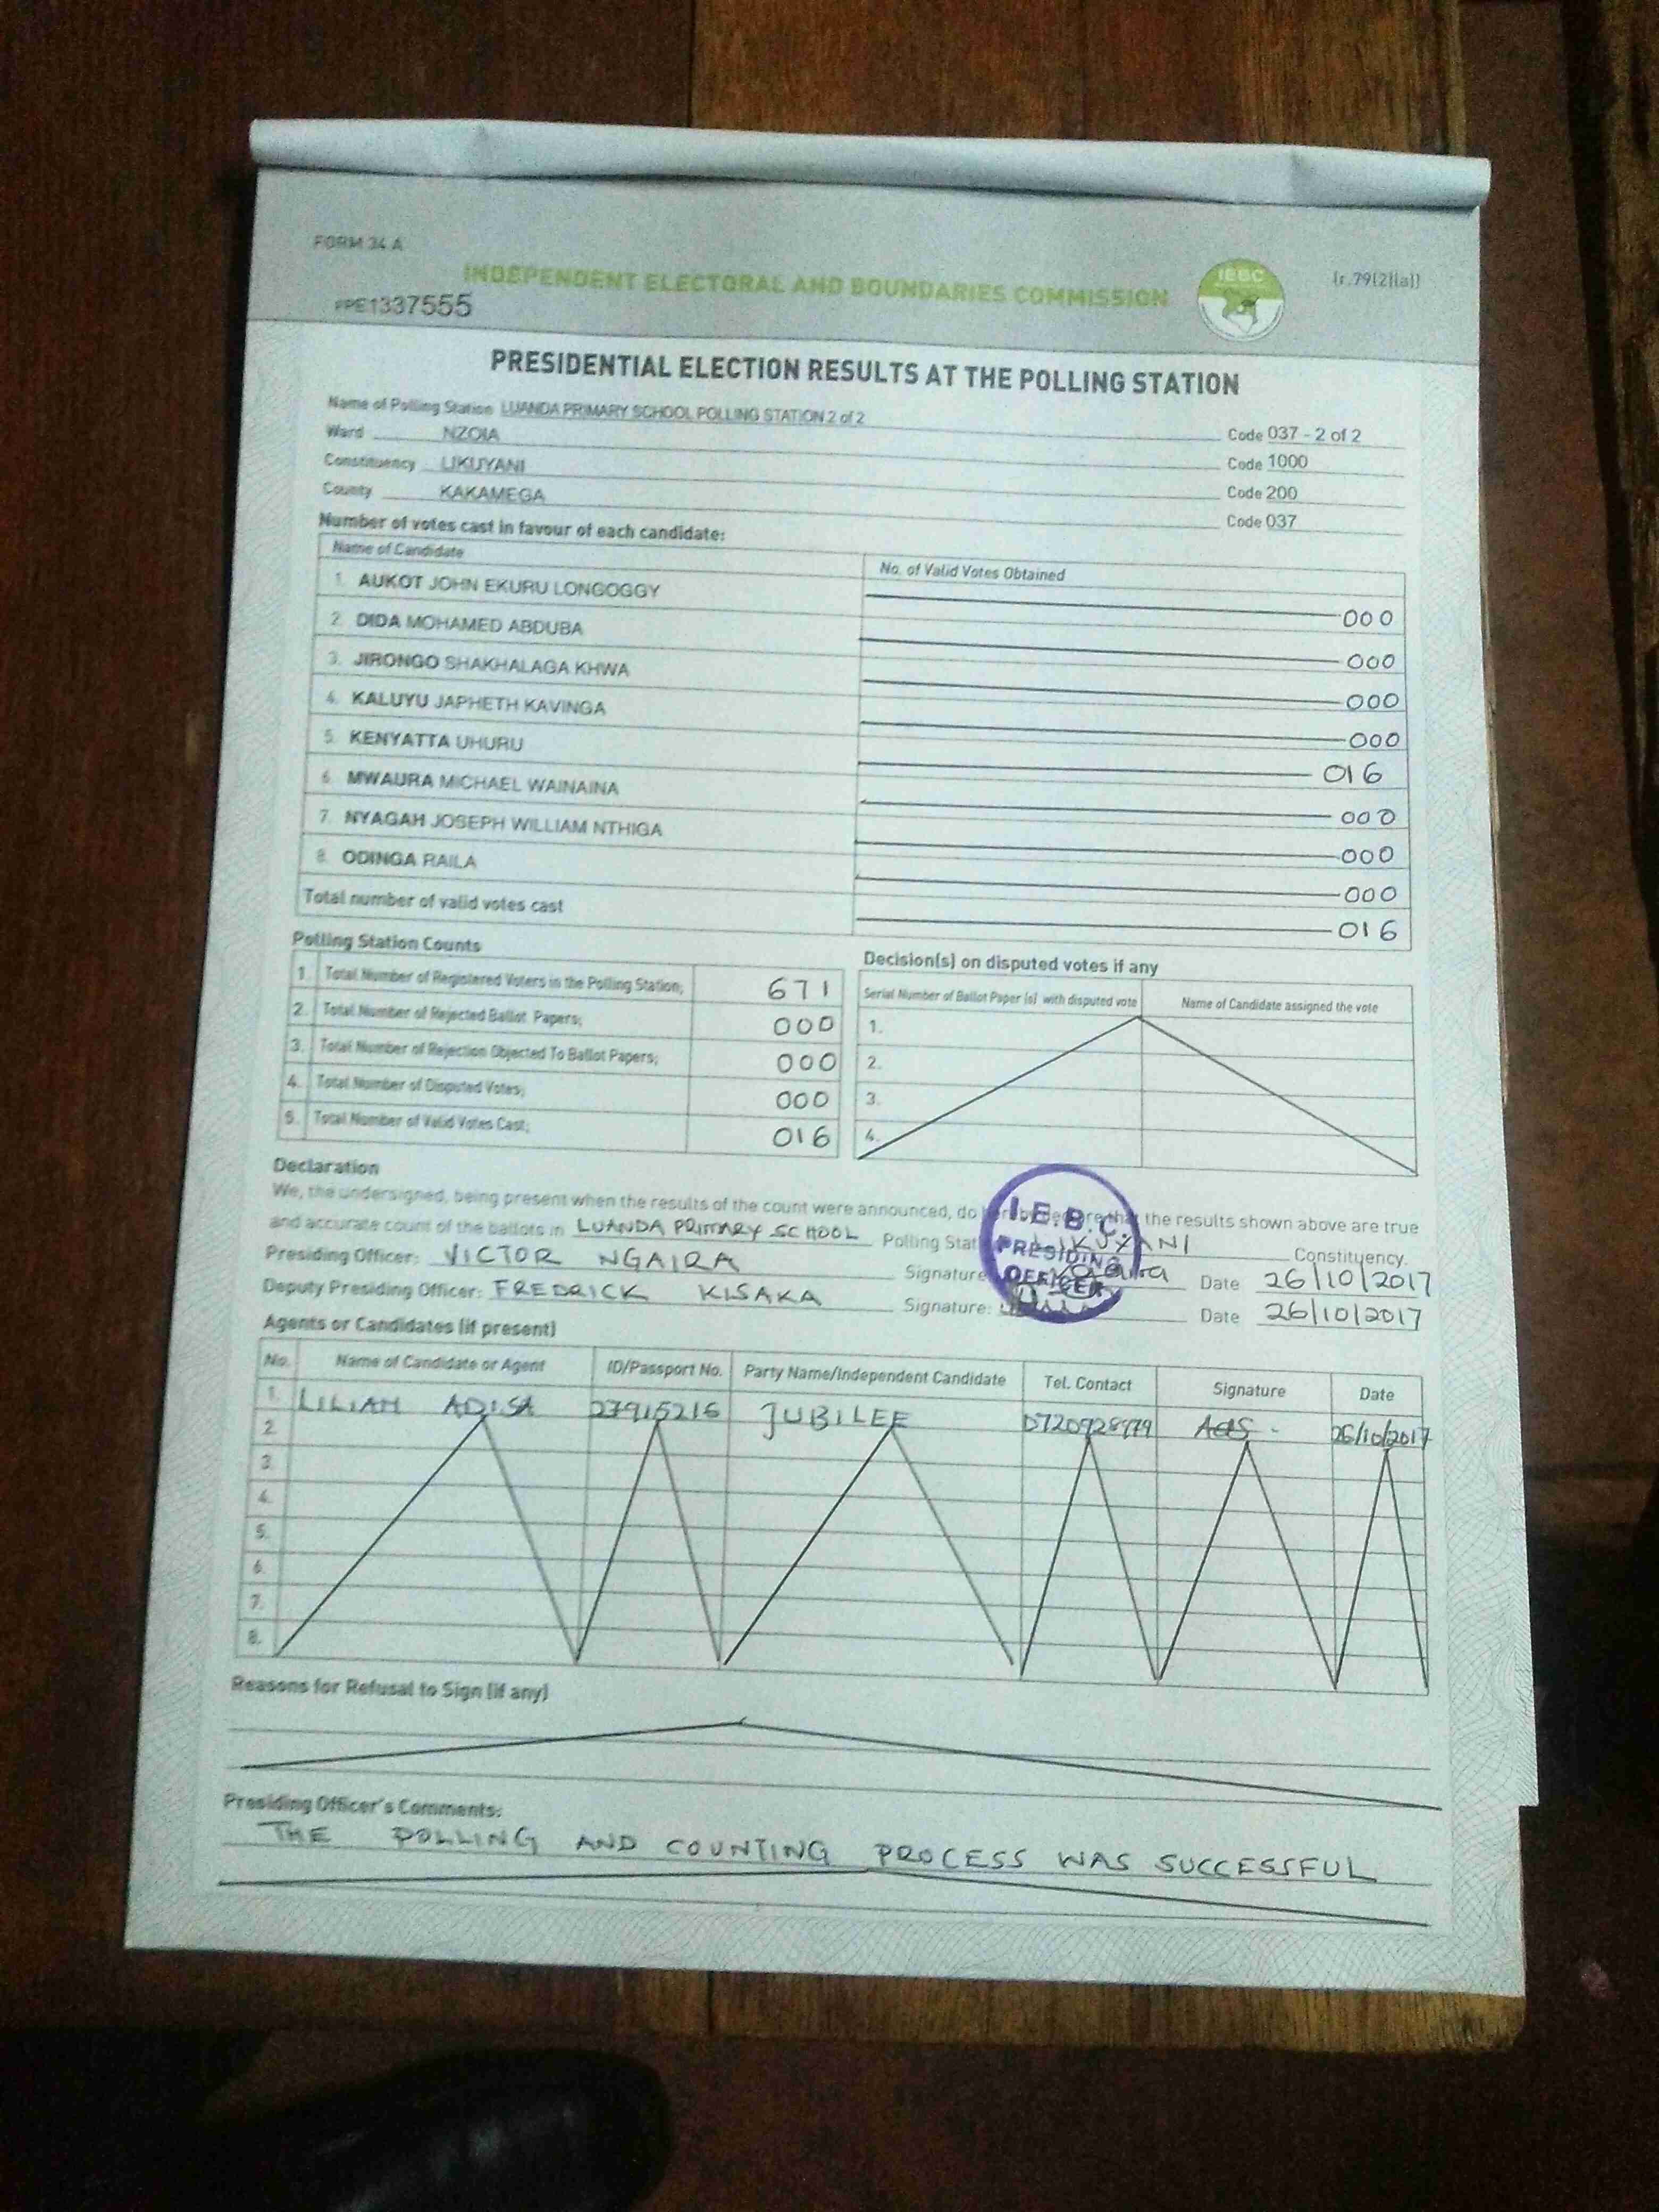 FORM 34 A
INDEPENDENT ELECTORAL AND BOUNDARIES COMMISSION
IEBC
(r.79(2)(a))
PPE1337555
PRESIDENTIAL ELECTION RESULTS AT THE POLLING STATION
Name of Polling Station LUANDA PRIMARY SCHOOL POLLING STATION 2 of 2 Code 037 - 2 of 2
Ward NZOIA Code 1000
Constituency LIKUYANI Code 200
County KAKAMEGA Code 037
Number of votes cast in favour of each candidate:
Name of Candidate No. of Valid Votes Obtained
1. AUKOT JOHN EKURU LONGOGGY 000
2. DIDA MOHAMED ABDUBA 000
3. JIRONGO SHAKHALAGA KHWA 000
4. KALUYU JAPHETH KAVINGA 000
5. KENYATTA UHURU 016
6. MWAURA MICHAEL WAINAINA 000
7. NYAGAH JOSEPH WILLIAM NTHIGA 000
8. ODINGA RAILA 000
Total number of valid votes cast 016
Polling Station Counts
1. Total Number of Registered Voters in the Polling Station; 671
2. Total Number of Rejected Ballot Papers; 000
3. Total Number of Rejection Objected To Ballot Papers; 000
4. Total Number of Disputed Votes; 000
5. Total Number of Valid Votes Cast; 016
Decision(s) on disputed votes if any
Serial Number of Ballot Paper (s) with disputed vote Name of Candidate assigned the vote
1.
2.
3.
4.
Declaration
We, the undersigned, being present when the results of the count were announced, do hereby declare that the results shown above are true
and accurate count of the ballots in LUANDA PRIMARY SCHOOL Polling Stat LIKUYANI Constituency.
Presiding Officer: VICTOR NGAIRA Signature Date 26/10/2017
Deputy Presiding Officer: FREDRICK KISAKA Signature: Date 26/10/2017
I.E.B.C.
PRESIDING
OFFICER
Agents or Candidates (if present)
No. Name of Candidate or Agent ID/Passport No. Party Name/Independent Candidate Tel. Contact Signature Date
1. LILIAN ADISA 27915216 JUBILEE 26/10/2017
2.
3.
4.
5.
6.
7.
8.
Reasons for Refusal to Sign (if any)
Presiding Officer's Comments:
THE POLLING AND COUNTING PROCESS WAS SUCCESSFUL